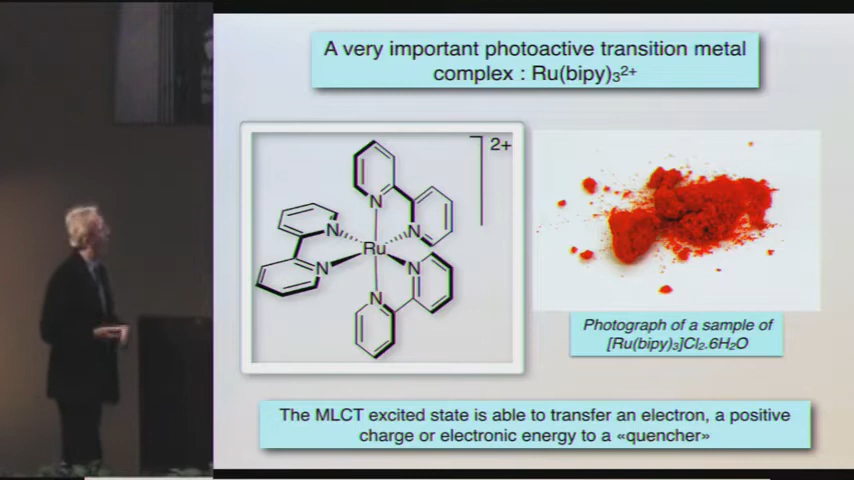 A very important photoactive transition metal
complex : Ru(bipy)₃²⁺
2+
N
N
N
Ru
N
N
N
Photograph of a sample of
[Ru(bipy)₃]Cl₂.6H₂O
The MLCT excited state is able to transfer an electron, a positive
charge or electronic energy to a «quencher»